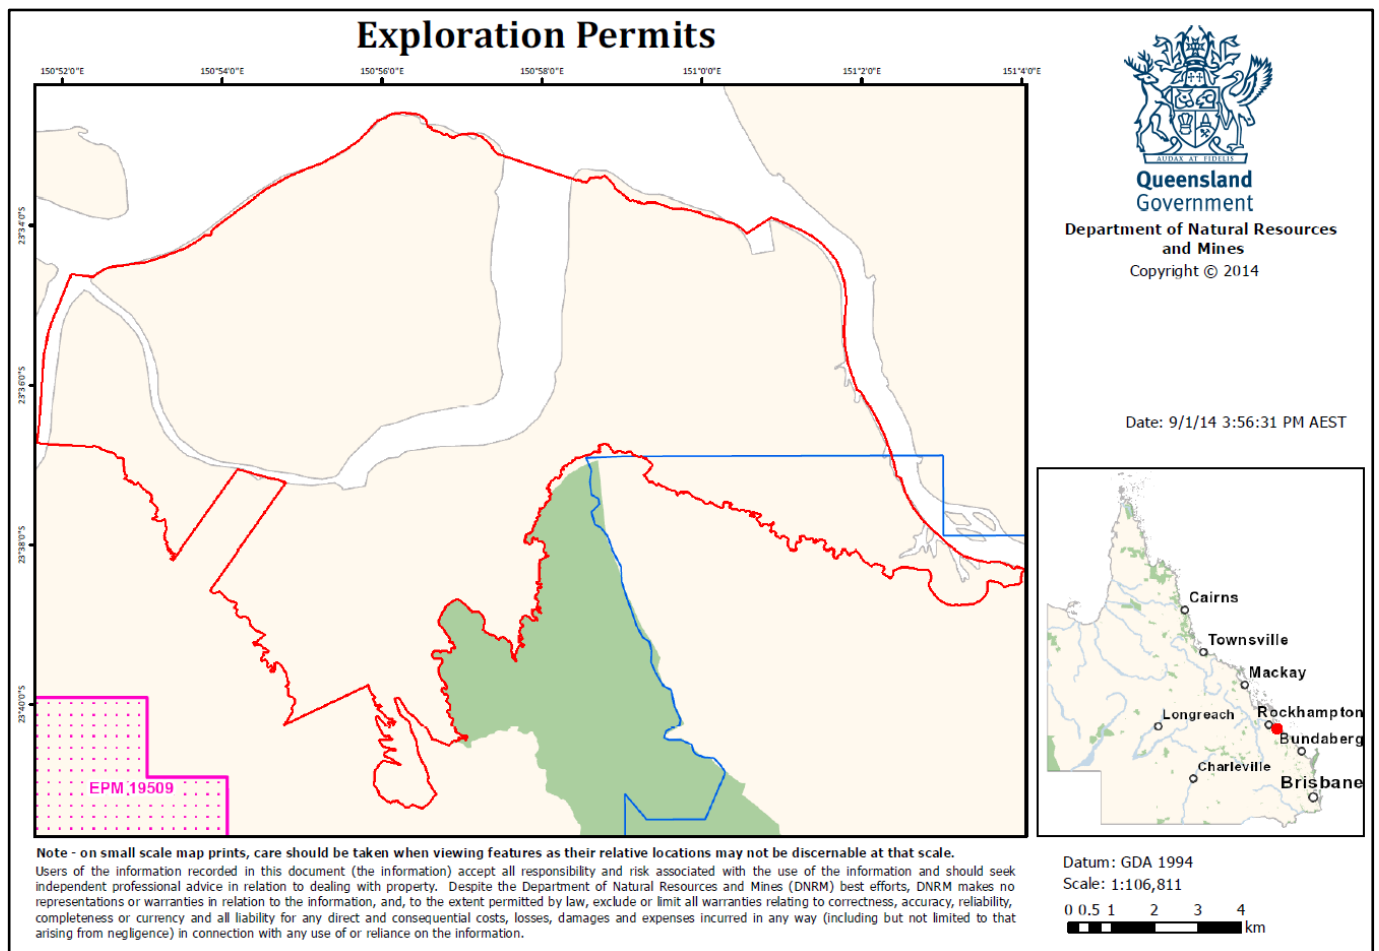 Exploration Permits
150°52'0"E 150°54'0"E 150°56'0"E 150°58'0"E 151°0'0"E 151°2'0"E 151°4'0"E
23°34'0"S
23°36'0"S
23°38'0"S
23°40'0"S
EPM 19509
AUDAX AT FIDELIS
Queensland
Government
Department of Natural Resources
and Mines
Copyright © 2014
Date: 9/1/14 3:56:31 PM AEST
Cairns
Townsville
Mackay
Rockhampton
Longreach
Bundaberg
Charleville
Brisbane
Note - on small scale map prints, care should be taken when viewing features as their relative locations may not be discernable at that scale.
Users of the information recorded in this document (the information) accept all responsibility and risk associated with the use of the information and should seek
independent professional advice in relation to dealing with property. Despite the Department of Natural Resources and Mines (DNRM) best efforts, DNRM makes no
representations or warranties in relation to the information, and, to the extent permitted by law, exclude or limit all warranties relating to correctness, accuracy, reliability,
completeness or currency and all liability for any direct and consequential costs, losses, damages and expenses incurred in any way (including but not limited to that
arising from negligence) in connection with any use of or reliance on the information.
Datum: GDA 1994
Scale: 1:106,811
0 0.5 1 2 3 4
km